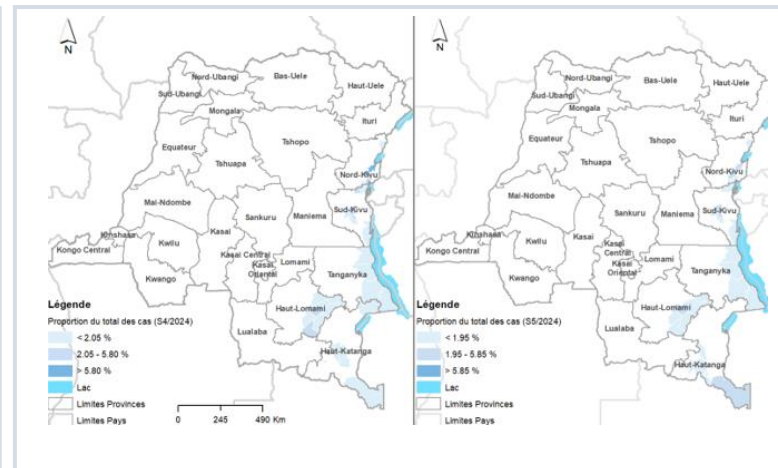 N
Nord-Ubangi
Bas-Uele
Haut-Uele
Sud-Ubangi
Mongala
Ituri
Equateur
Tshopo
Tshuapa
Nord-Kivu
Mai-Ndombe
Sankuru
Maniema
Sud-Kivu
Kasai
Kinshasa
Kwilu
Kongo Central
Kasai Central
Kasai
Oriental
Lomami
Tanganyika
Kwango
Haut-Lomami
Lualaba
Haut-Katanga
Légende
Proportion du total des cas (S4/2024)
< 2.05 %
2.05 - 5.80 %
> 5.80 %
Lac
Limites Provinces
Limites Pays
0 245 490 Km
N
Nord-Ubangi
Bas-Uele
Haut-Uele
Sud-Ubangi
Mongala
Ituri
Equateur
Tshopo
Tshuapa
Nord-Kivu
Mai-Ndombe
Sankuru
Maniema
Sud-Kivu
Kasai
Kinshasa
Kwilu
Kongo Central
Kasai
Central
Kasai
Oriental
Lomami
Tanganyika
Kwango
Haut-Lomami
Lualaba
Haut-Katanga
Légende
Proportion du total des cas (S5/2024)
< 1.95 %
1.95 - 5.85 %
> 5.85 %
Lac
Limites Provinces
Limites Pays